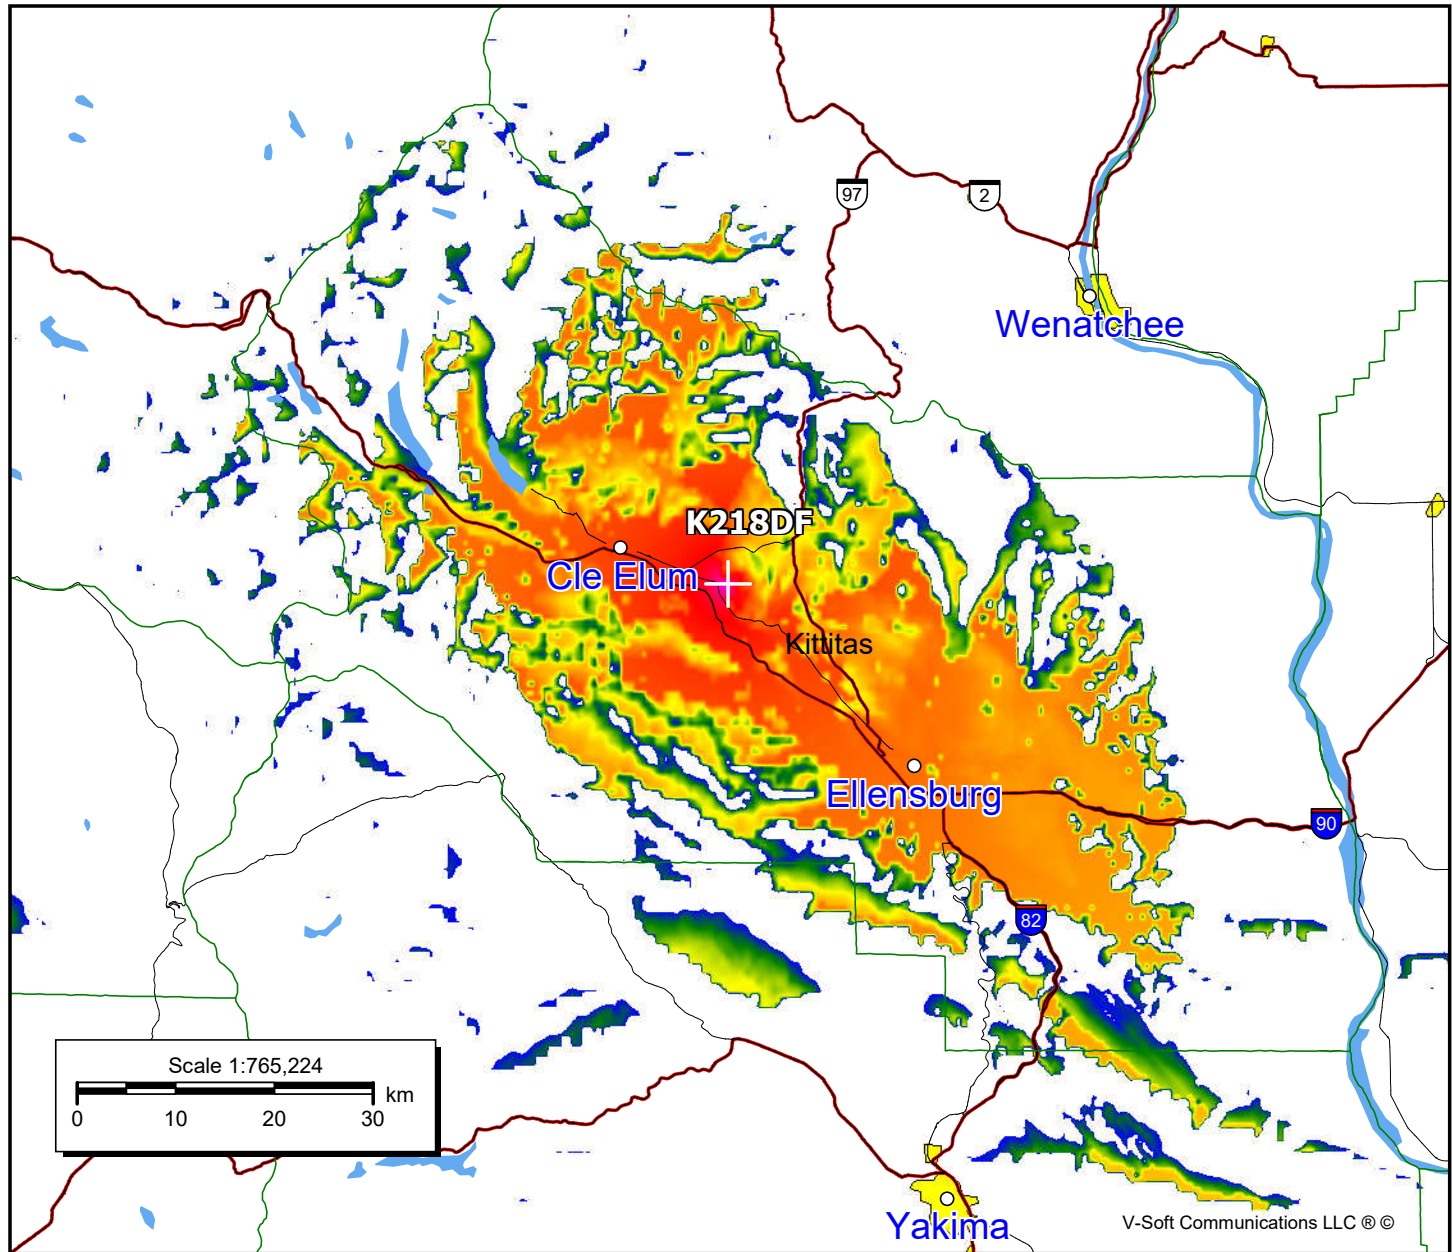 97
2
Wenatchee
K218DF
Cle Elum
Kittitas
Ellensburg
90
82
Scale 1:765,224
km
0 10 20 30
Yakima
V-Soft Communications LLC ® ©